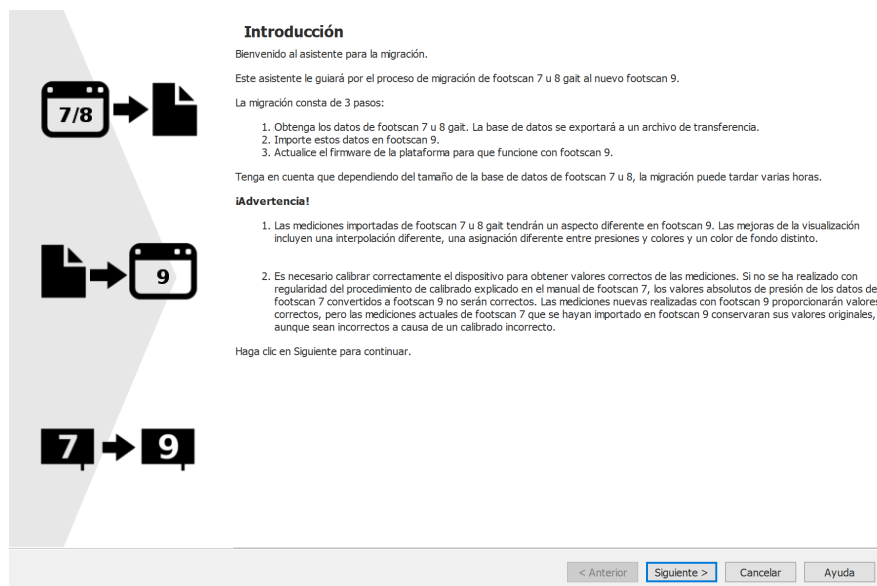 Introducción
Bienvenido al asistente para la migración.
Este asistente le guiará por el proceso de migración de footscan 7 u 8 gait al nuevo footscan 9.
La migración consta de 3 pasos:
1. Obtenga los datos de footscan 7 u 8 gait. La base de datos se exportará a un archivo de transferencia.
2. Importe estos datos en footscan 9.
3. Actualice el firmware de la plataforma para que funcione con footscan 9.
Tenga en cuenta que dependiendo del tamaño de la base de datos de footscan 7 u 8, la migración puede tardar varias horas.
¡Advertencia!
1. Las mediciones importadas de footscan 7 u 8 gait tendrán un aspecto diferente en footscan 9. Las mejoras de la visualización
incluyen una interpolación diferente, una asignación diferente entre presiones y colores y un color de fondo distinto.
2. Es necesario calibrar correctamente el dispositivo para obtener valores correctos de las mediciones. Si no se ha realizado con
regularidad del procedimiento de calibrado explicado en el manual de footscan 7, los valores absolutos de presión de los datos de
footscan 7 convertidos a footscan 9 no serán correctos. Las mediciones nuevas realizadas con footscan 9 proporcionarán valores
correctos, pero las mediciones actuales de footscan 7 que se hayan importado en footscan 9 conservaran sus valores originales,
aunque sean incorrectos a causa de un calibrado incorrecto.
Haga clic en Siguiente para continuar.
7/8
9
7 9
< Anterior Siguiente > Cancelar Ayuda